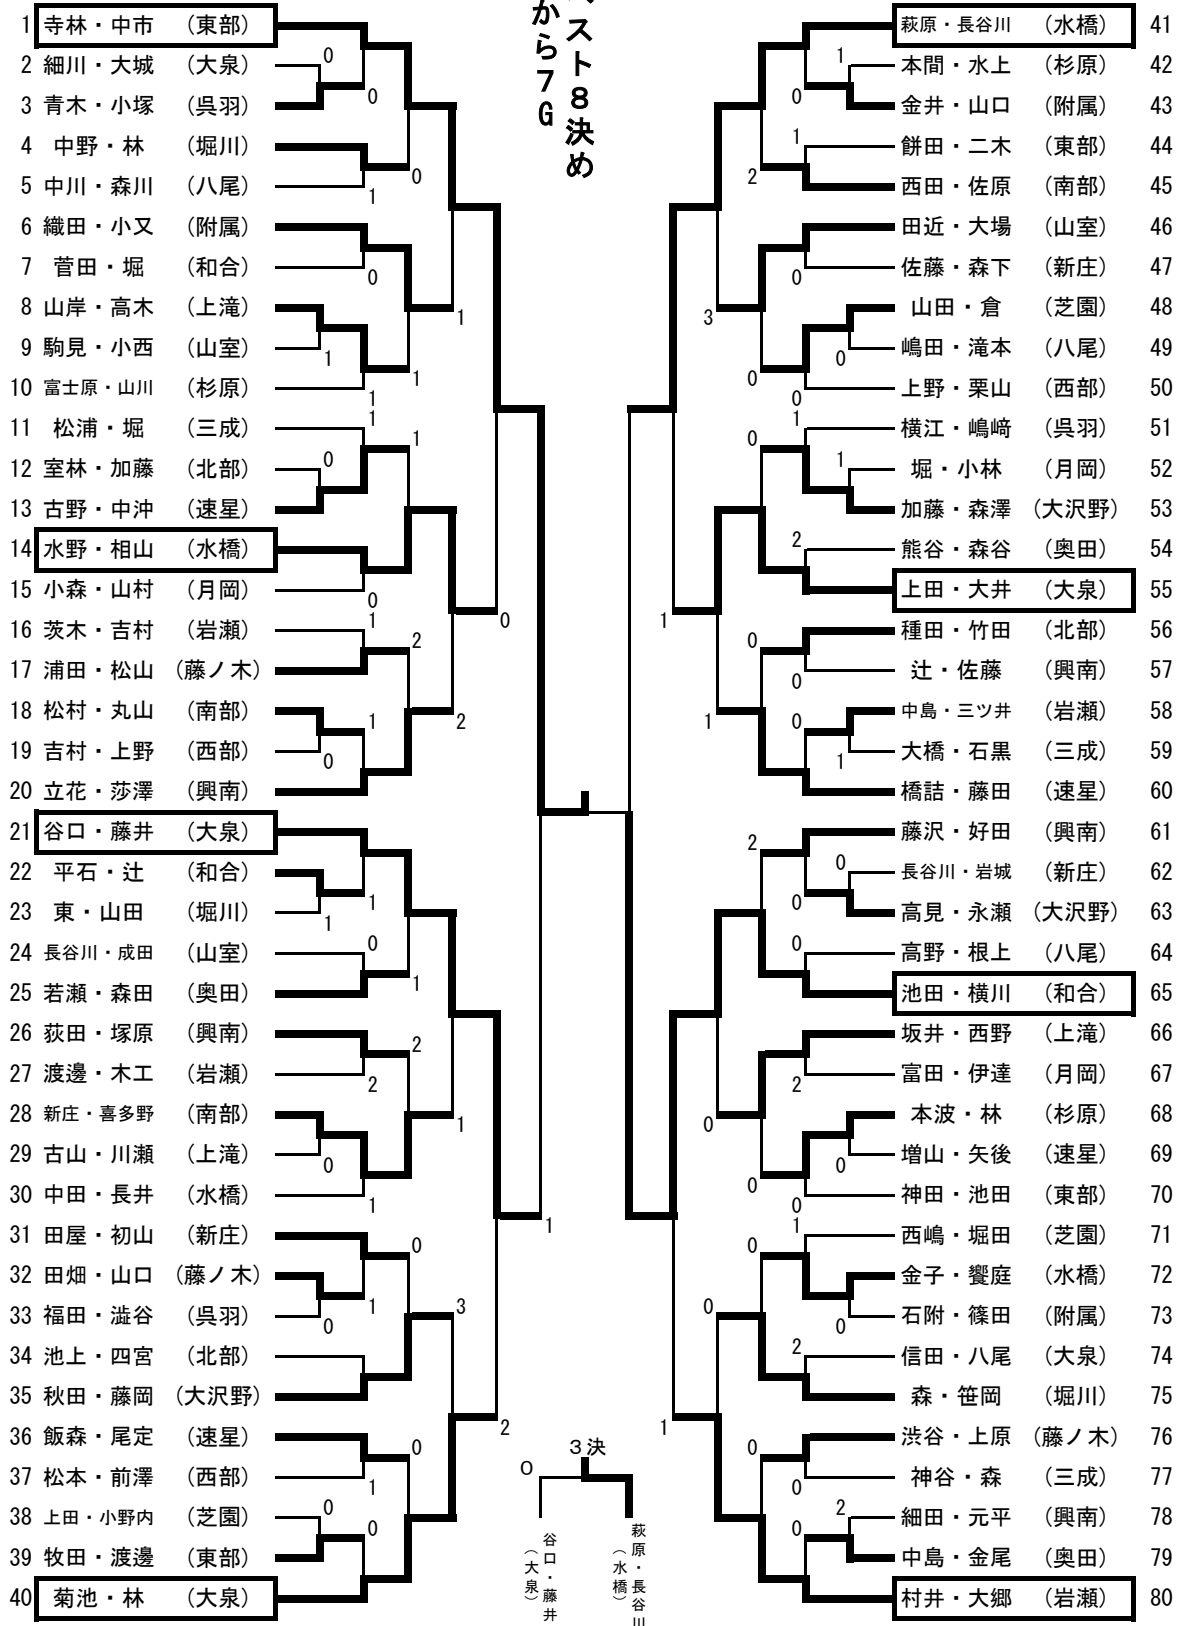 スト8決め
から7G
1 寺林・中市 (東部)
2 細川・大城 (大泉)
3 青木・小塚 (呉羽)
4 中野・林 (堀川)
5 中川・森川 (八尾)
6 織田・小又 (附属)
7 菅田・堀 (和合)
8 山岸・高木 (上滝)
9 駒見・小西 (山室)
10 富士原・山川 (杉原)
11 松浦・堀 (三成)
12 室林・加藤 (北部)
13 古野・中沖 (速星)
14 水野・相山 (水橋)
15 小森・山村 (月岡)
16 茨木・吉村 (岩瀬)
17 浦田・松山 (藤ノ木)
18 松村・丸山 (南部)
19 吉村・上野 (西部)
20 立花・莎澤 (興南)
21 谷口・藤井 (大泉)
22 平石・辻 (和合)
23 東・山田 (堀川)
24 長谷川・成田 (山室)
25 若瀬・森田 (奥田)
26 荻田・塚原 (興南)
27 渡邊・木工 (岩瀬)
28 新庄・喜多野 (南部)
29 古山・川瀬 (上滝)
30 中田・長井 (水橋)
31 田屋・初山 (新庄)
32 田畑・山口 (藤ノ木)
33 福田・澁谷 (呉羽)
34 池上・四宮 (北部)
35 秋田・藤岡 (大沢野)
36 飯森・尾定 (速星)
37 松本・前澤 (西部)
38 上田・小野内 (芝園)
39 牧田・渡邊 (東部)
40 菊池・林 (大泉)
萩原・長谷川 (水橋) 41
本間・水上 (杉原) 42
金井・山口 (附属) 43
餅田・二木 (東部) 44
西田・佐原 (南部) 45
田近・大場 (山室) 46
佐藤・森下 (新庄) 47
山田・倉 (芝園) 48
嶋田・滝本 (八尾) 49
上野・栗山 (西部) 50
横江・嶋﨑 (呉羽) 51
堀・小林 (月岡) 52
加藤・森澤 (大沢野) 53
熊谷・森谷 (奥田) 54
上田・大井 (大泉) 55
種田・竹田 (北部) 56
辻・佐藤 (興南) 57
中島・三ツ井 (岩瀬) 58
大橋・石黒 (三成) 59
橋詰・藤田 (速星) 60
藤沢・好田 (興南) 61
長谷川・岩城 (新庄) 62
高見・永瀬 (大沢野) 63
高野・根上 (八尾) 64
池田・横川 (和合) 65
坂井・西野 (上滝) 66
富田・伊達 (月岡) 67
本波・林 (杉原) 68
増山・矢後 (速星) 69
神田・池田 (東部) 70
西嶋・堀田 (芝園) 71
金子・饗庭 (水橋) 72
石附・篠田 (附属) 73
信田・八尾 (大泉) 74
森・笹岡 (堀川) 75
渋谷・上原 (藤ノ木) 76
神谷・森 (三成) 77
細田・元平 (興南) 78
中島・金尾 (奥田) 79
村井・大郷 (岩瀬) 80
3決
0
谷口・藤井
(大泉)
萩原・長谷川
(水橋)